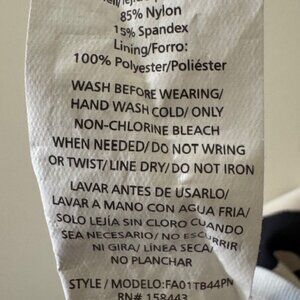 85% Nylon
15% Spandex
Lining/Forro:
100% Polyester/Poliéster
WASH BEFORE WEARING/
HAND WASH COLD/ ONLY
NON-CHLORINE BLEACH
WHEN NEEDED/ DO NOT WRING
OR TWIST/ LINE DRY/ DO NOT IRON
LAVAR ANTES DE USARLO/
LAVAR A MANO CON AGUA FRIA/
SOLO LEJÍA SIN CLORO CUANDO
SEA NECESARIO/ NO ESCURRIR
NI GIRA/ LÍNEA SECA/
NO PLANCHAR
STYLE / MODELO:FA01TB44PN
RN# 158443